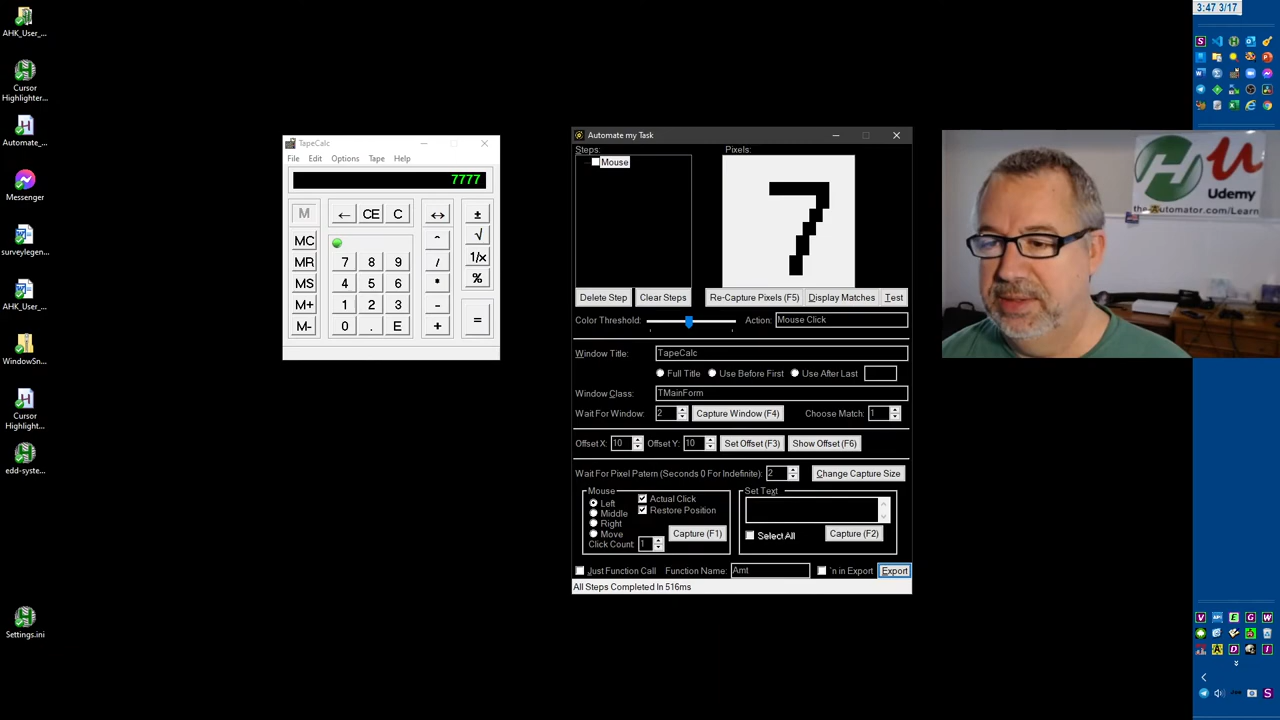 3:47 3/17
AHK_User_...
Cursor
Highlighter...
Automate_...
Messenger
surveylegen...
AHK_User_...
WindowSn...
Cursor
Highlight...
edd-syste...
Settings.ini
TapeCalc
File Edit Options Tape Help
7777
M ← CE C ↔ ±
MC ^ √
MR 7 8 9 / 1/x
MS 4 5 6 * %
M+ 1 2 3 -
M- 0 . E + =
Automate my Task
Steps: Pixels:
Mouse
7
Delete Step Clear Steps Re-Capture Pixels (F5) Display Matches Test
Color Threshold: Action: Mouse Click
Window Title: TapeCalc
Full Title Use Before First Use After Last
Window Class: TMainForm
Wait For Window: 2 Capture Window (F4) Choose Match: 1
Offset X: 10 Offset Y: 10 Set Offset (F3) Show Offset (F6)
Wait For Pixel Patern (Seconds 0 For Indefinite): 2 Change Capture Size
Mouse
Left Actual Click
Middle Restore Position
Right
Move Capture (F1)
Click Count: 1
Set Text
Select All Capture (F2)
Just Function Call Function Name: Amt `n in Export Export
All Steps Completed In 516ms
H u
Udemy
the-Automator.com/Learn